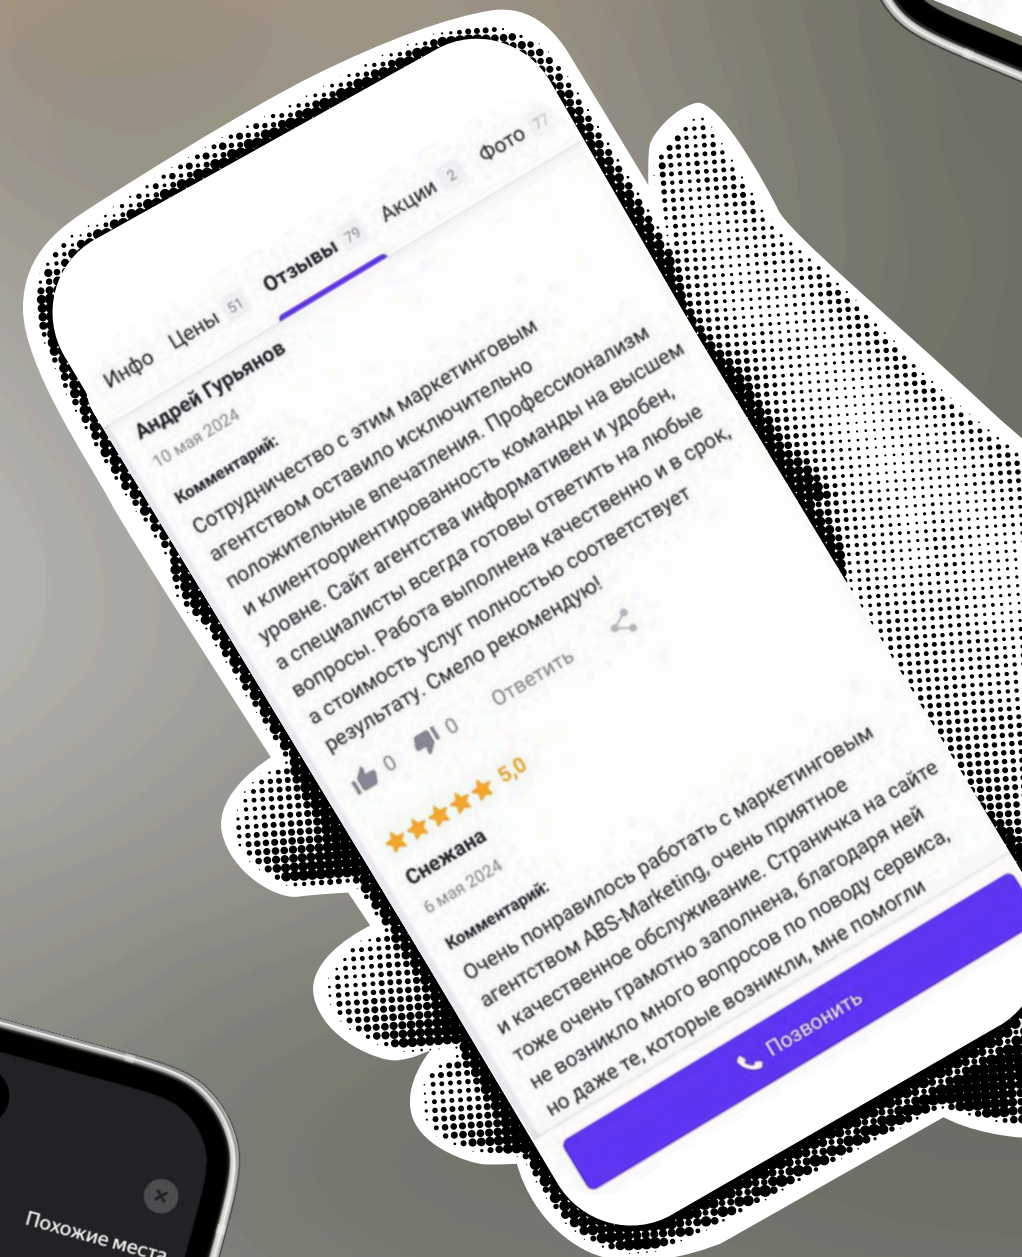 Инфо Цены 51 Отзывы 79 Акции 2 Фото 77
Андрей Гурьянов
10 мая 2024
Комментарий:
Сотрудничество с этим маркетинговым
агентством оставило исключительно
положительные впечатления. Профессионализм
и клиентоориентированность команды на высшем
уровне. Сайт агентства информативен и удобен,
а специалисты всегда готовы ответить на любые
вопросы. Работа выполнена качественно и в срок,
а стоимость услуг полностью соответствует
результату. Смело рекомендую!
0 0 Ответить
5,0
Снежана
6 мая 2024
Комментарий:
Очень понравилось работать с маркетинговым
агентством ABS-Marketing, очень приятное
и качественное обслуживание. Страничка на сайте
тоже очень грамотно заполнена, благодаря ней
не возникло много вопросов по поводу сервиса,
но даже те, которые возникли, мне помогли
Позвонить
Похожие места